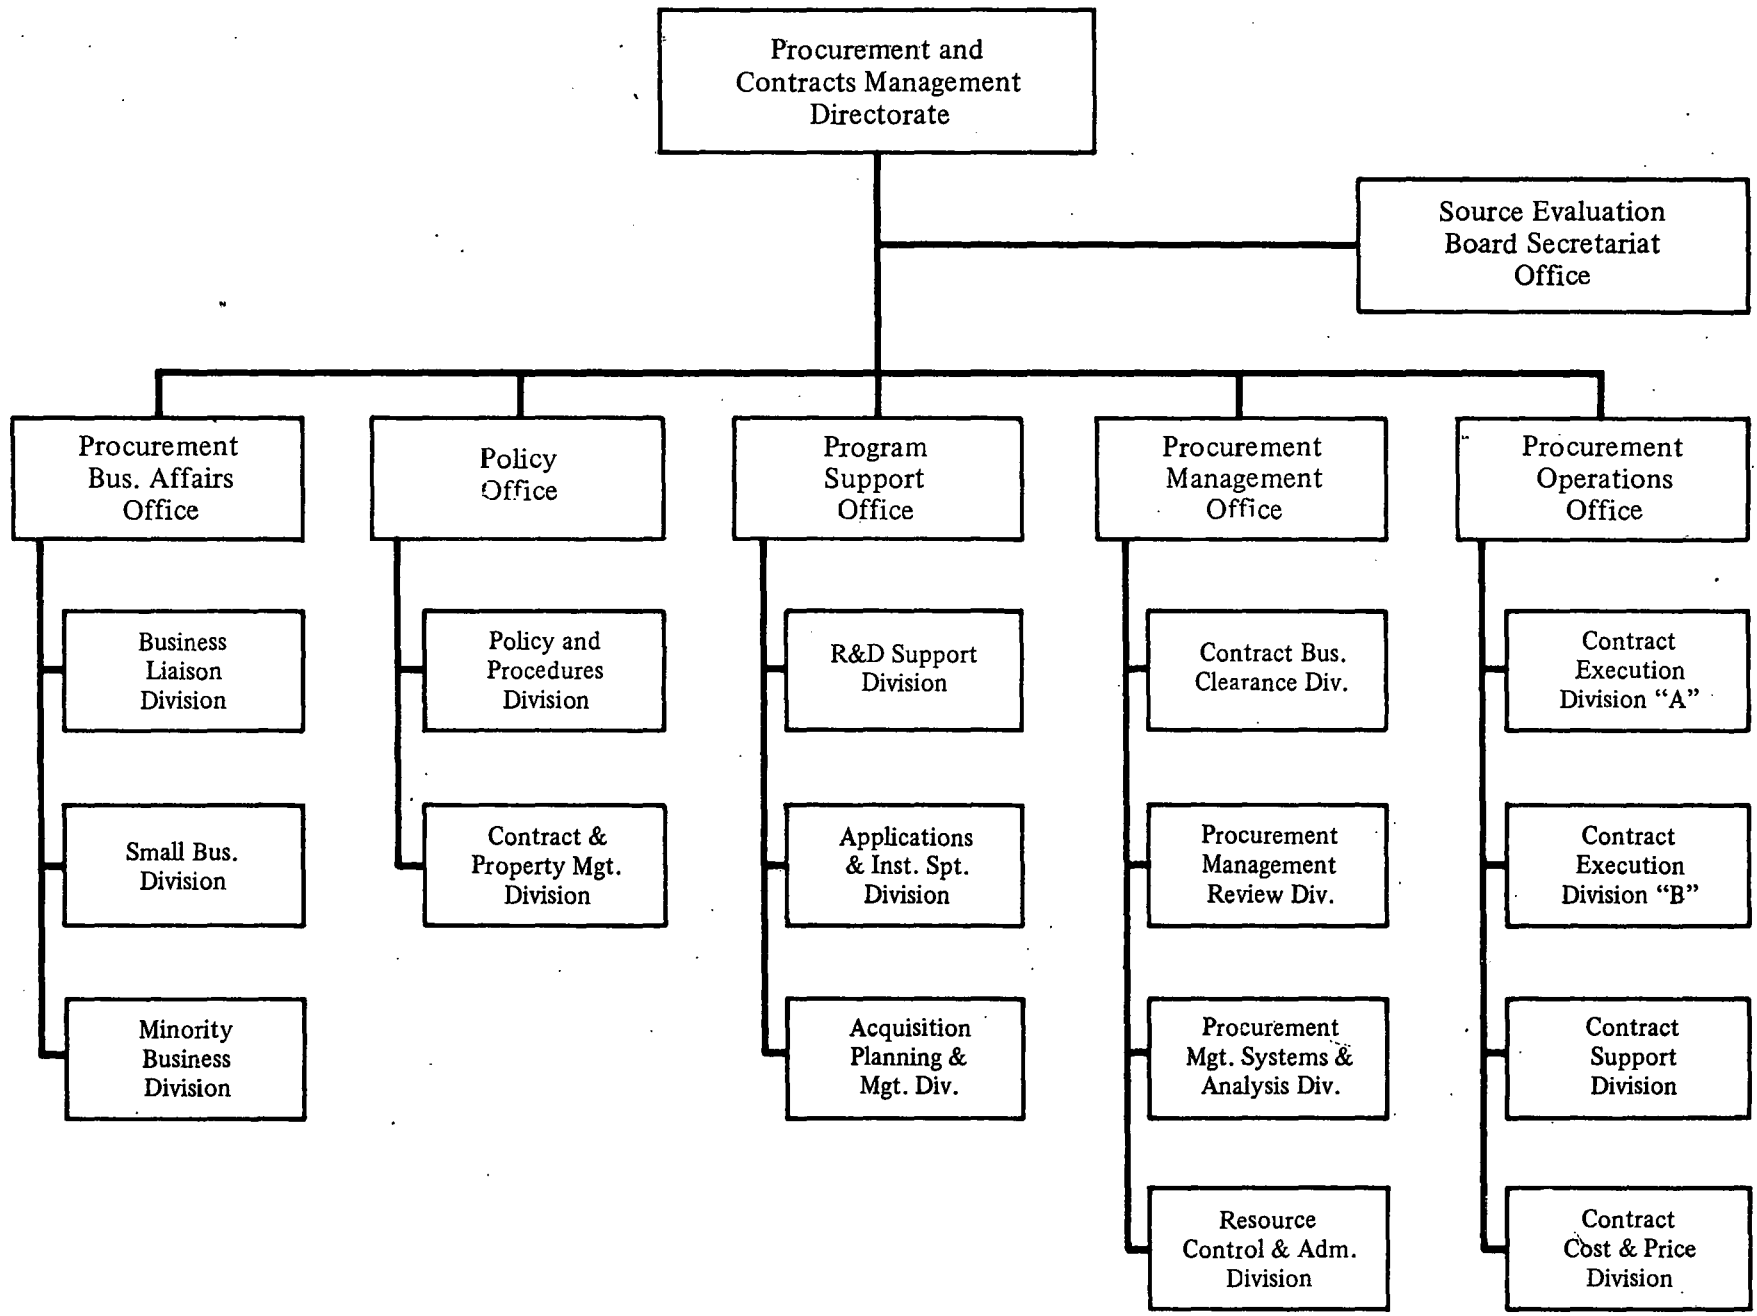 Procurement and
Contracts Management
Directorate
Source Evaluation
Board Secretariat
Office
Procurement
Bus. Affairs
Office
Policy
Office
Program
Support
Office
Procurement
Management
Office
Procurement
Operations
Office
Business
Liaison
Division
Small Bus.
Division
Minority
Business
Division
Policy and
Procedures
Division
Contract &
Property Mgt.
Division
R&D Support
Division
Applications
& Inst. Spt.
Division
Acquisition
Planning &
Mgt. Div.
Contract Bus.
Clearance Div.
Procurement
Management
Review Div.
Procurement
Mgt. Systems &
Analysis Div.
Resource
Control & Adm.
Division
Contract
Execution
Division “A”
Contract
Execution
Division “B”
Contract
Support
Division
Contract
Cost & Price
Division